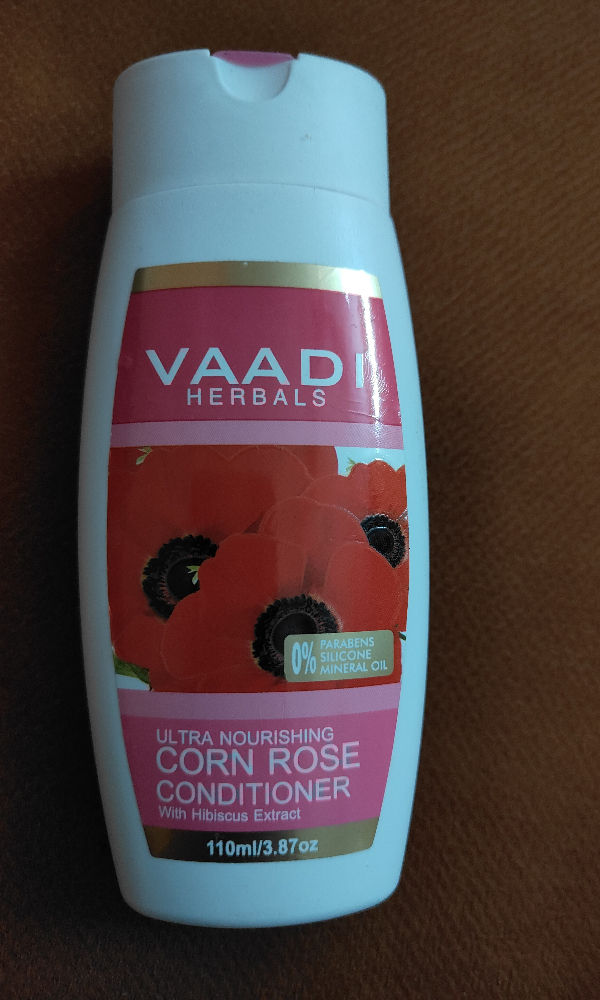 VAADI
HERBALS
0% PARABENS
SILICONE
MINERAL OIL
ULTRA NOURISHING
CORN ROSE
CONDITIONER
With Hibiscus Extract
110ml/3.87oz